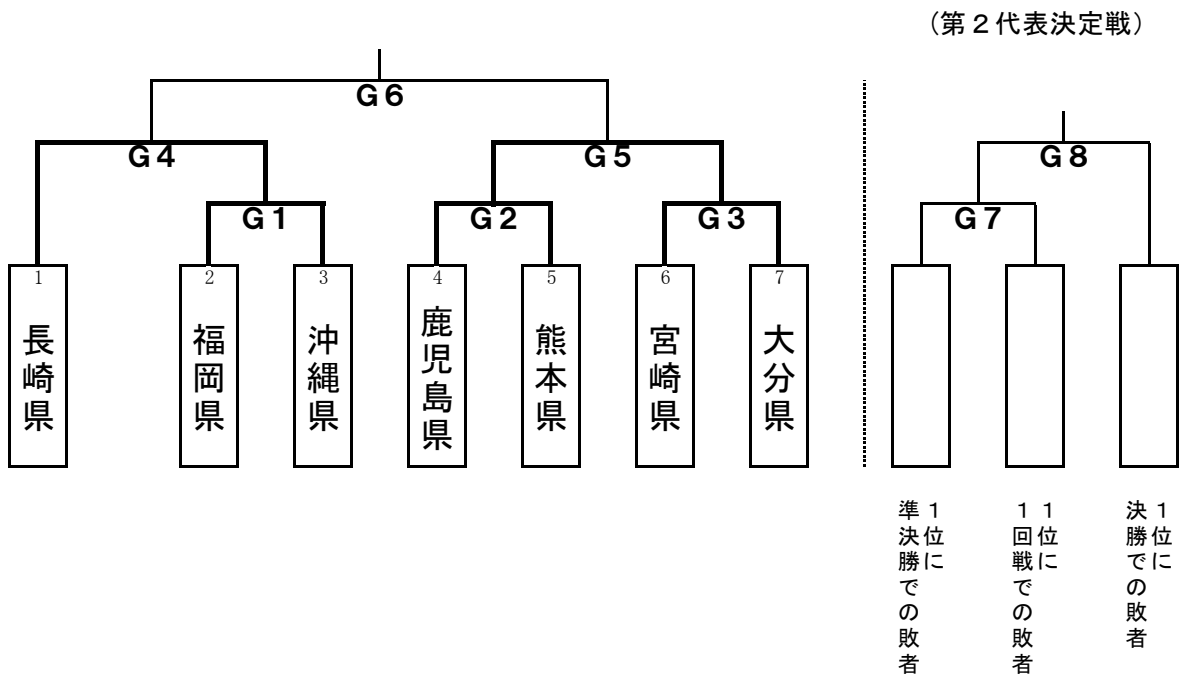 （第２代表決定戦）
Ｇ６
Ｇ４
Ｇ５
Ｇ８
Ｇ１
Ｇ２
Ｇ３
Ｇ７
1
長崎県
2
福岡県
3
沖縄県
4
鹿児島県
5
熊本県
6
宮崎県
7
大分県
１位に
準決勝での敗者
１位に
１回戦での敗者
１位に
決勝での敗者